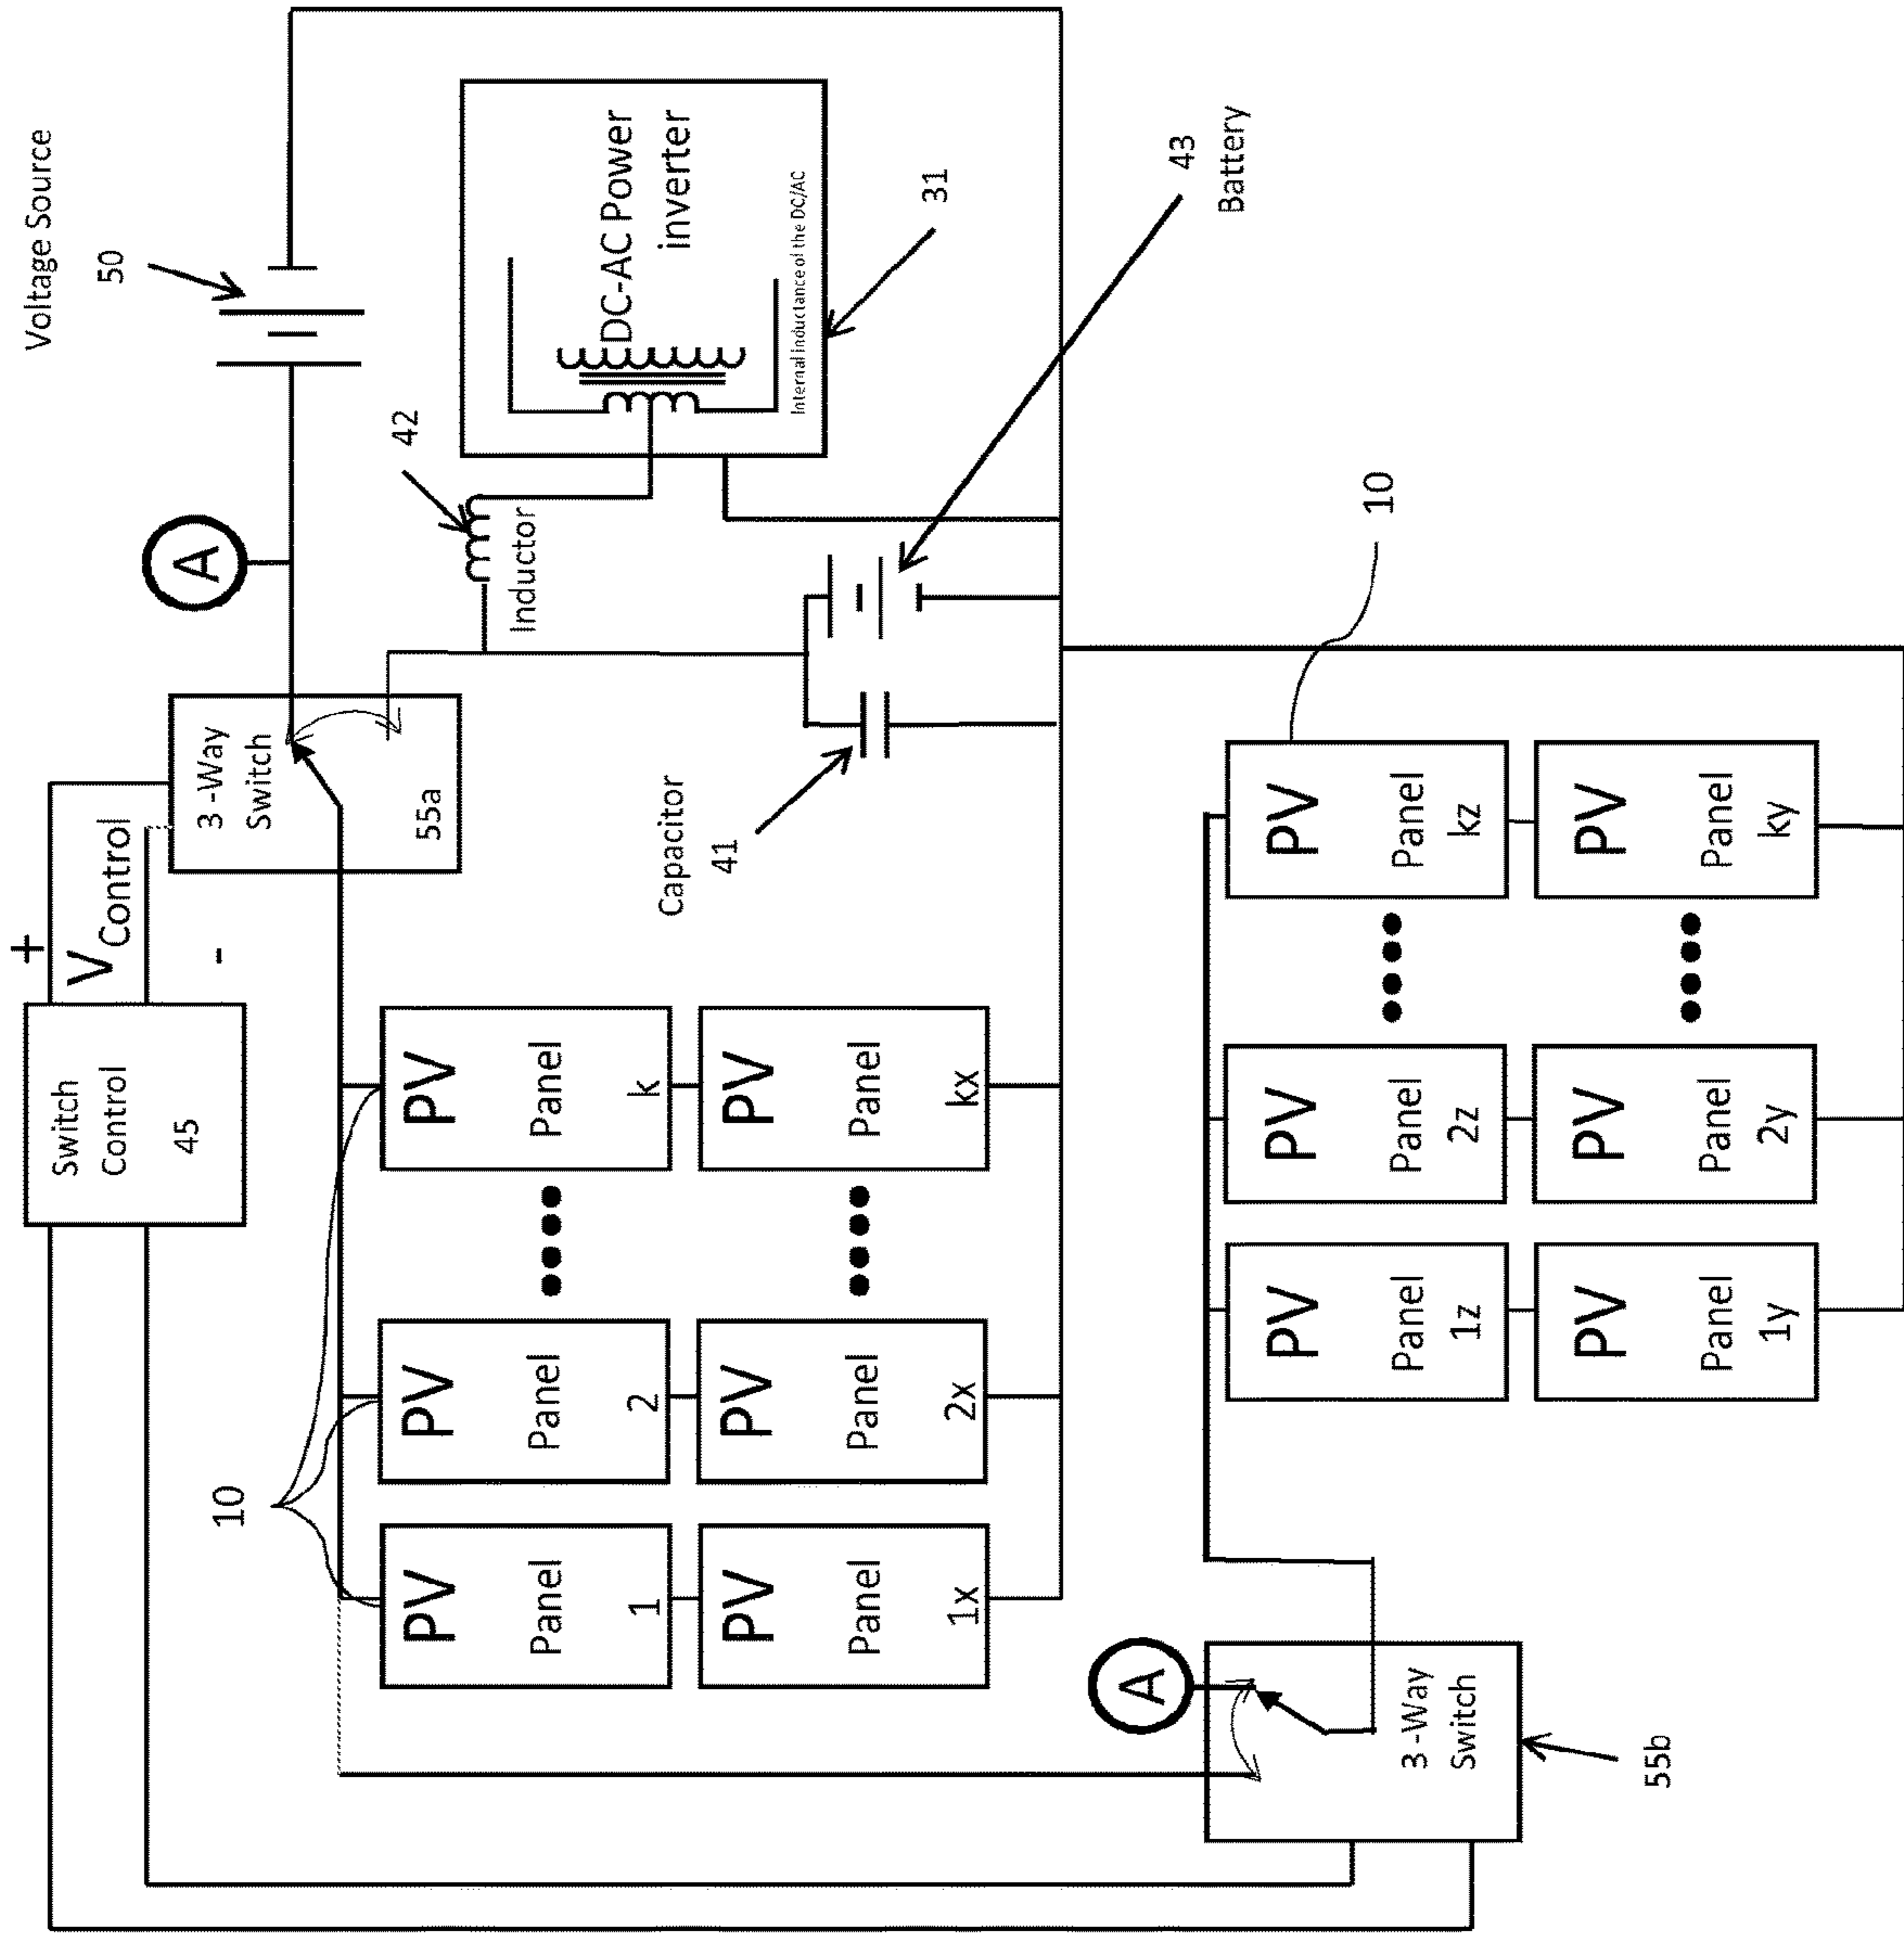 Voltage Source
50
A
+
V Control
-
Switch
Control
45
3-Way
Switch
55a
42
Inductor
DC-AC Power
inverter
Internal inductance of the DC/AC
31
43
Battery
Capacitor
41
10
PV
Panel
1
PV
Panel
2
PV
Panel
k
PV
Panel
1x
PV
Panel
2x
PV
Panel
kx
A
3-Way
Switch
55b
10
PV
Panel
1z
PV
Panel
2z
PV
Panel
kz
PV
Panel
1y
PV
Panel
2y
PV
Panel
ky